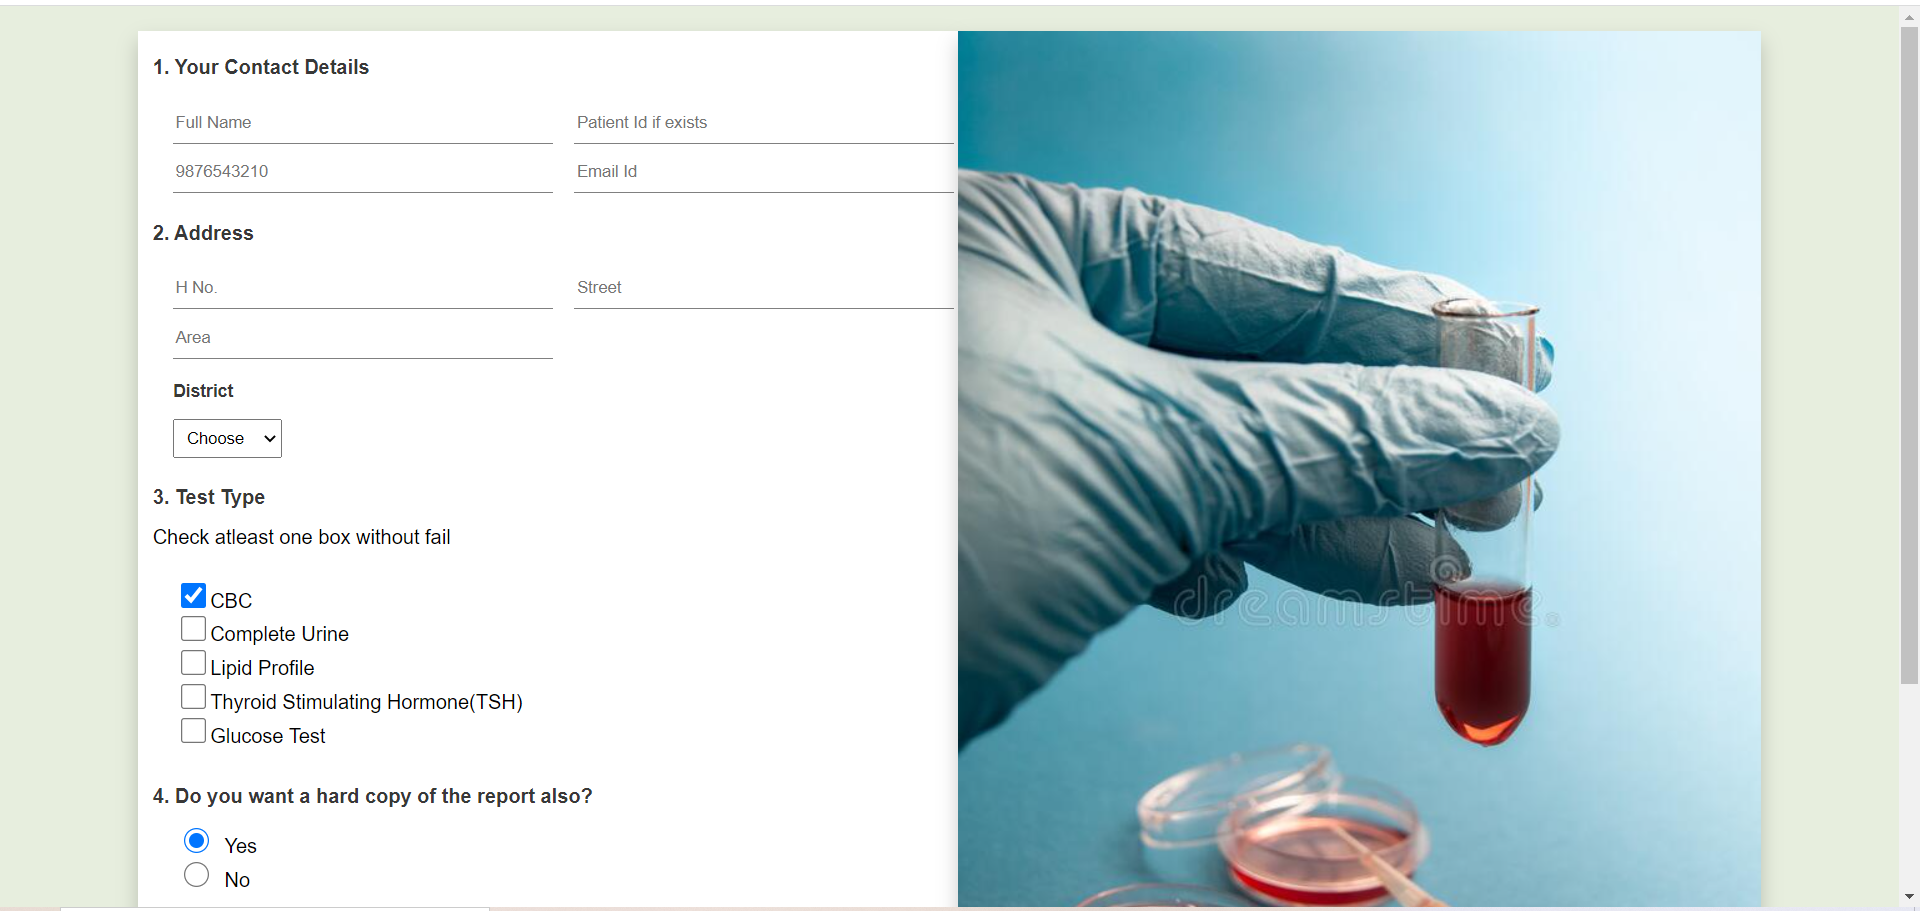 1. Your Contact Details
Full Name
Patient Id if exists
9876543210
Email Id
2. Address
H No.
Street
Area
District
Choose
3. Test Type
Check atleast one box without fail
CBC
Complete Urine
Lipid Profile
Thyroid Stimulating Hormone(TSH)
Glucose Test
4. Do you want a hard copy of the report also?
Yes
No
dreamstime®